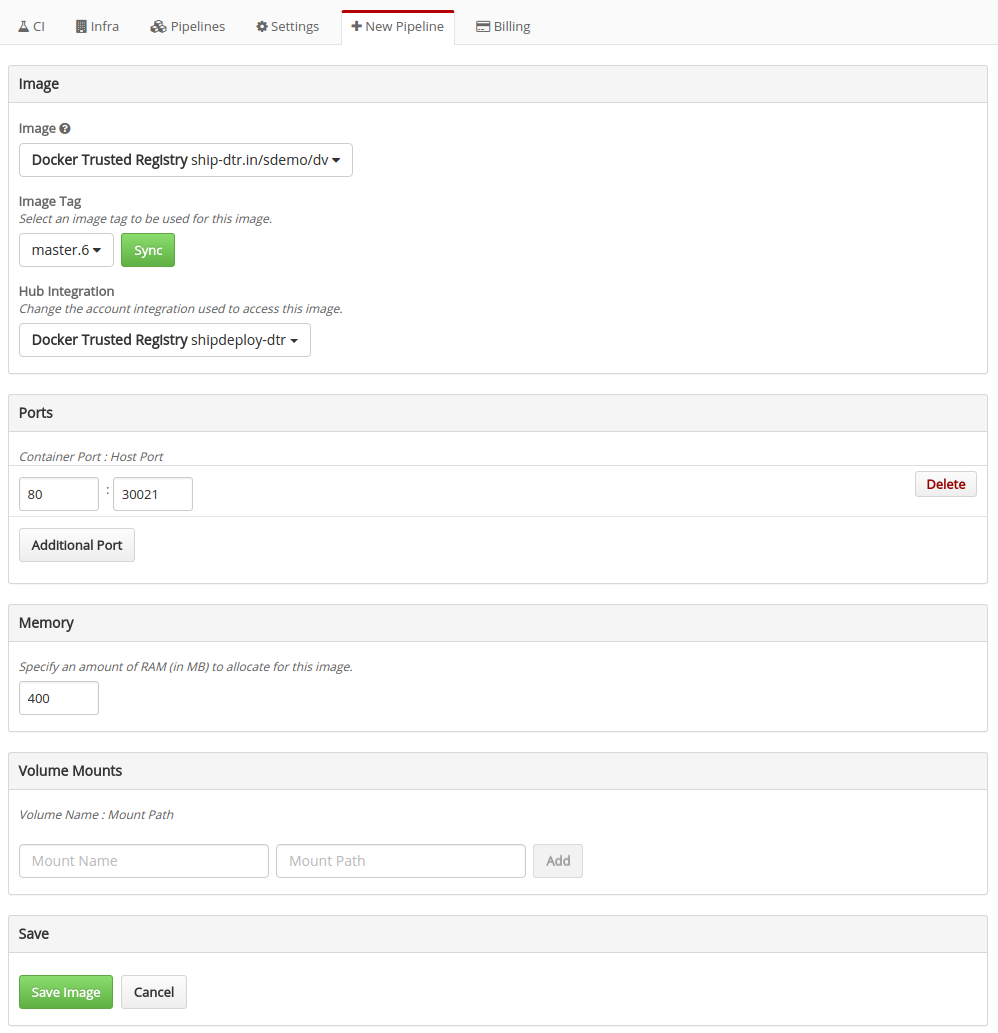 CI Infra Pipelines Settings New Pipeline Billing
Image
Image
Docker Trusted Registry ship-dtr.in/sdemo/dv
Image Tag
Select an image tag to be used for this image.
master.6 Sync
Hub Integration
Change the account integration used to access this image.
Docker Trusted Registry shipdeploy-dtr
Ports
Container Port : Host Port
80 : 30021 Delete
Additional Port
Memory
Specify an amount of RAM (in MB) to allocate for this image.
400
Volume Mounts
Volume Name : Mount Path
Mount Name Mount Path Add
Save
Save Image Cancel